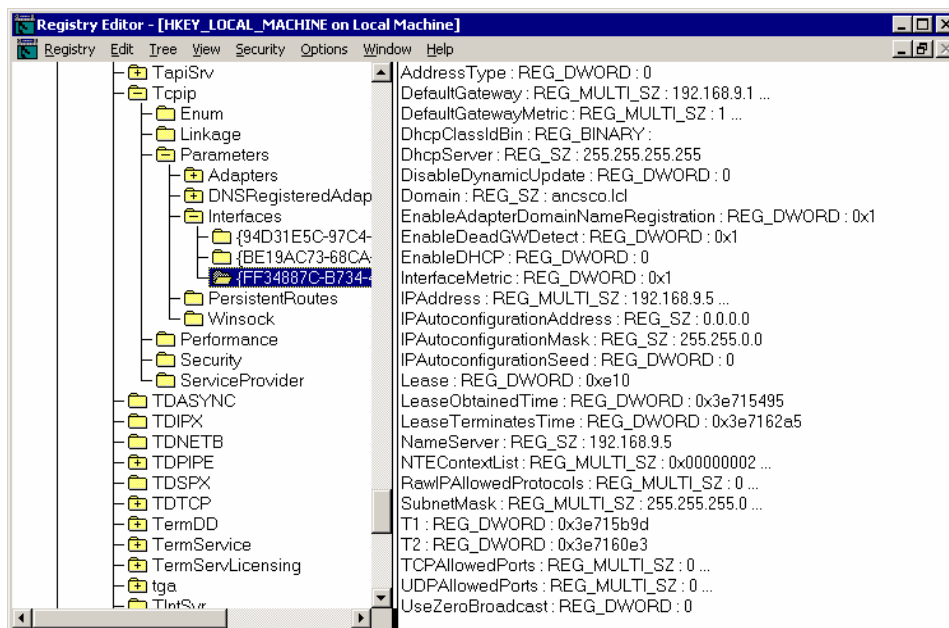 Registry Editor - [HKEY_LOCAL_MACHINE on Local Machine]
Registry Edit Tree View Security Options Window Help
TapiSrv
Tcpip
Enum
Linkage
Parameters
Adapters
DNSRegisteredAdap
Interfaces
{94D31E5C-97C4-
{BE19AC73-68CA-
{FF34887C-B734-
PersistentRoutes
Winsock
Performance
Security
ServiceProvider
TDASYNC
TDIPX
TDNETB
TDPIPE
TDSPX
TDTCP
TermDD
TermService
TermServLicensing
tga
TlntSvr
AddressType : REG_DWORD : 0
DefaultGateway : REG_MULTI_SZ : 192.168.9.1 ...
DefaultGatewayMetric : REG_MULTI_SZ : 1 ...
DhcpClassIdBin : REG_BINARY :
DhcpServer : REG_SZ : 255.255.255.255
DisableDynamicUpdate : REG_DWORD : 0
Domain : REG_SZ : ancsco.lcl
EnableAdapterDomainNameRegistration : REG_DWORD : 0x1
EnableDeadGWDetect : REG_DWORD : 0x1
EnableDHCP : REG_DWORD : 0
InterfaceMetric : REG_DWORD : 0x1
IPAddress : REG_MULTI_SZ : 192.168.9.5 ...
IPAutoconfigurationAddress : REG_SZ : 0.0.0.0
IPAutoconfigurationMask : REG_SZ : 255.255.0.0
IPAutoconfigurationSeed : REG_DWORD : 0
Lease : REG_DWORD : 0xe10
LeaseObtainedTime : REG_DWORD : 0x3e715495
LeaseTerminatesTime : REG_DWORD : 0x3e7162a5
NameServer : REG_SZ : 192.168.9.5
NTEContextList : REG_MULTI_SZ : 0x00000002 ...
RawIPAllowedProtocols : REG_MULTI_SZ : 0 ...
SubnetMask : REG_MULTI_SZ : 255.255.255.0 ...
T1 : REG_DWORD : 0x3e715b9d
T2 : REG_DWORD : 0x3e7160e3
TCPAllowedPorts : REG_MULTI_SZ : 0 ...
UDPAllowedPorts : REG_MULTI_SZ : 0 ...
UseZeroBroadcast : REG_DWORD : 0